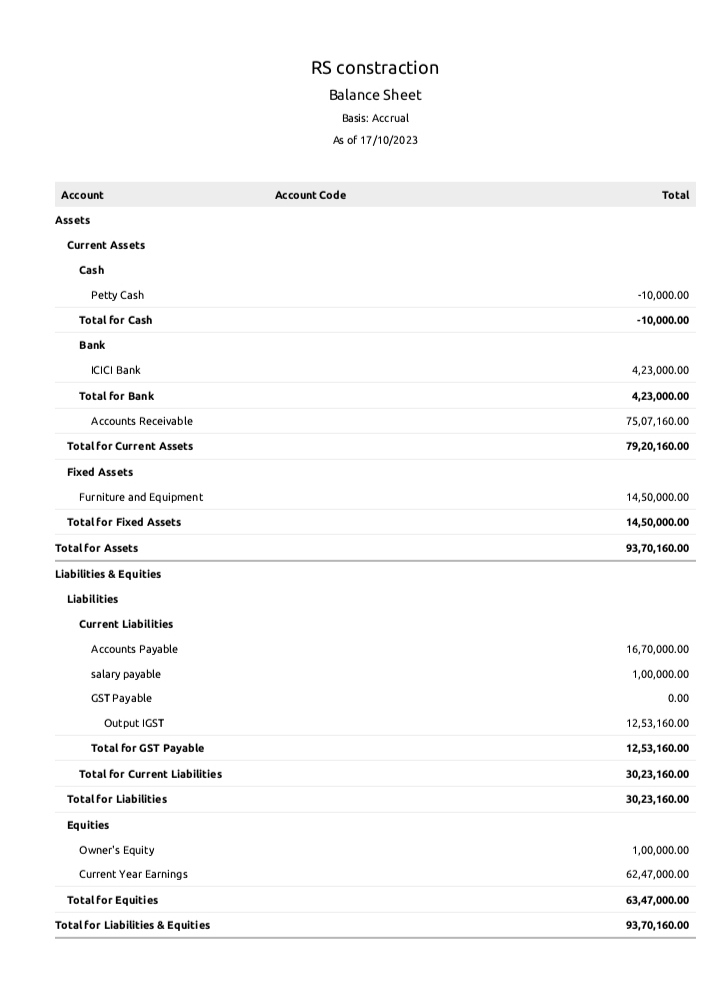 RS constraction
Balance Sheet
Basis: Accrual
As of 17/10/2023
Account Account Code Total
Assets
Current Assets
Cash
Petty Cash -10,000.00
Total for Cash -10,000.00
Bank
ICICI Bank 4,23,000.00
Total for Bank 4,23,000.00
Accounts Receivable 75,07,160.00
Total for Current Assets 79,20,160.00
Fixed Assets
Furniture and Equipment 14,50,000.00
Total for Fixed Assets 14,50,000.00
Total for Assets 93,70,160.00
Liabilities & Equities
Liabilities
Current Liabilities
Accounts Payable 16,70,000.00
salary payable 1,00,000.00
GST Payable 0.00
Output IGST 12,53,160.00
Total for GST Payable 12,53,160.00
Total for Current Liabilities 30,23,160.00
Total for Liabilities 30,23,160.00
Equities
Owner's Equity 1,00,000.00
Current Year Earnings 62,47,000.00
Total for Equities 63,47,000.00
Total for Liabilities & Equities 93,70,160.00